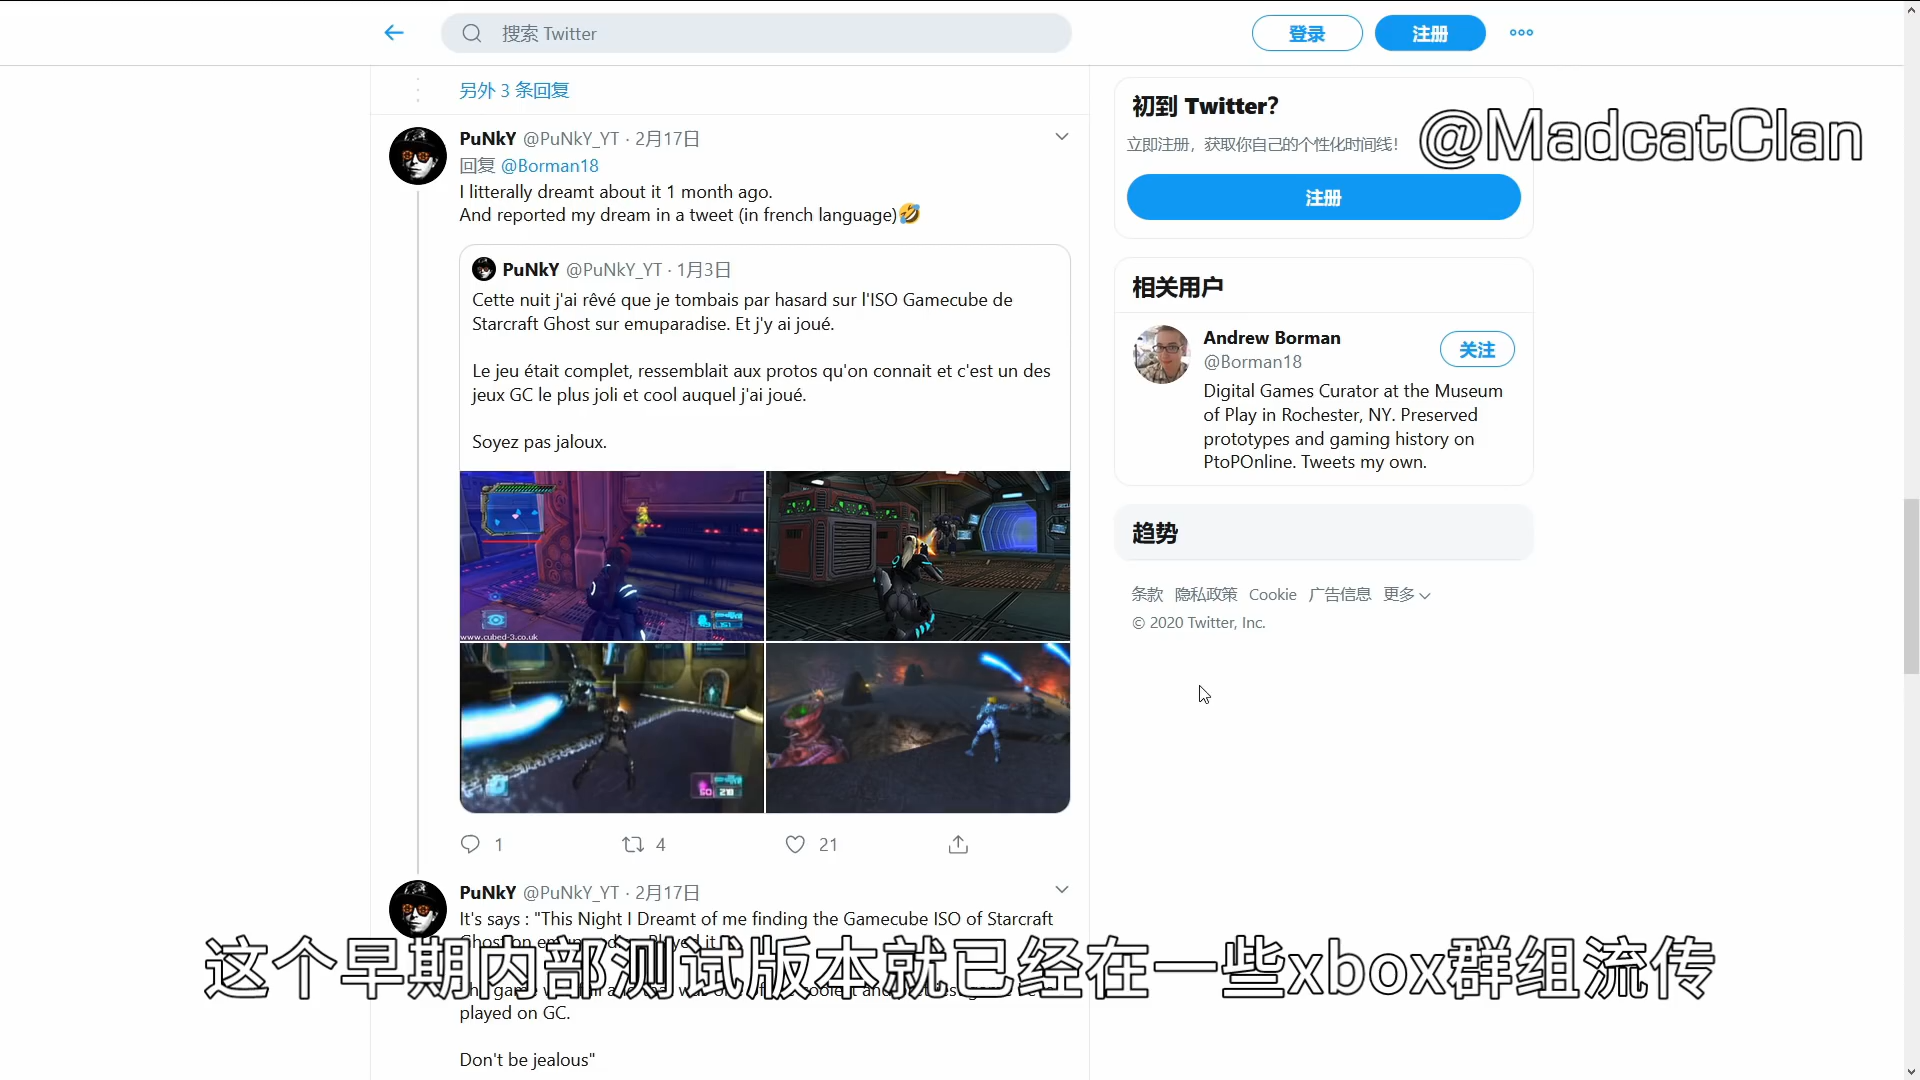 搜索 Twitter
登录
注册
另外 3 条回复
PuNkY @PuNkY_YT · 2月17日
回复 @Borman18
I litterally dreamt about it 1 month ago.
And reported my dream in a tweet (in french language)🤣
PuNkY @PuNkY_YT · 1月3日
Cette nuit j'ai rêvé que je tombais par hasard sur l'ISO Gamecube de
Starcraft Ghost sur emuparadise. Et j'y ai joué.
Le jeu était complet, ressemblait aux protos qu'on connait et c'est un des
jeux GC le plus joli et cool auquel j'ai joué.
Soyez pas jaloux.
www.cubed-3.co.uk
1
4
21
PuNkY @PuNkY_YT · 2月17日
It's says : "This Night I Dreamt of me finding the Gamecube ISO of Starcraft
played on GC.
Don't be jealous"
初到 Twitter？
立即注册，获取你自己的个性化时间线！
注册
@MadcatClan
相关用户
Andrew Borman
@Borman18
关注
Digital Games Curator at the Museum
of Play in Rochester, NY. Preserved
prototypes and gaming history on
PtoPOnline. Tweets my own.
趋势
条款 隐私政策 Cookie 广告信息 更多
© 2020 Twitter, Inc.
这个早期内部测试版本就已经在一些xbox群组流传